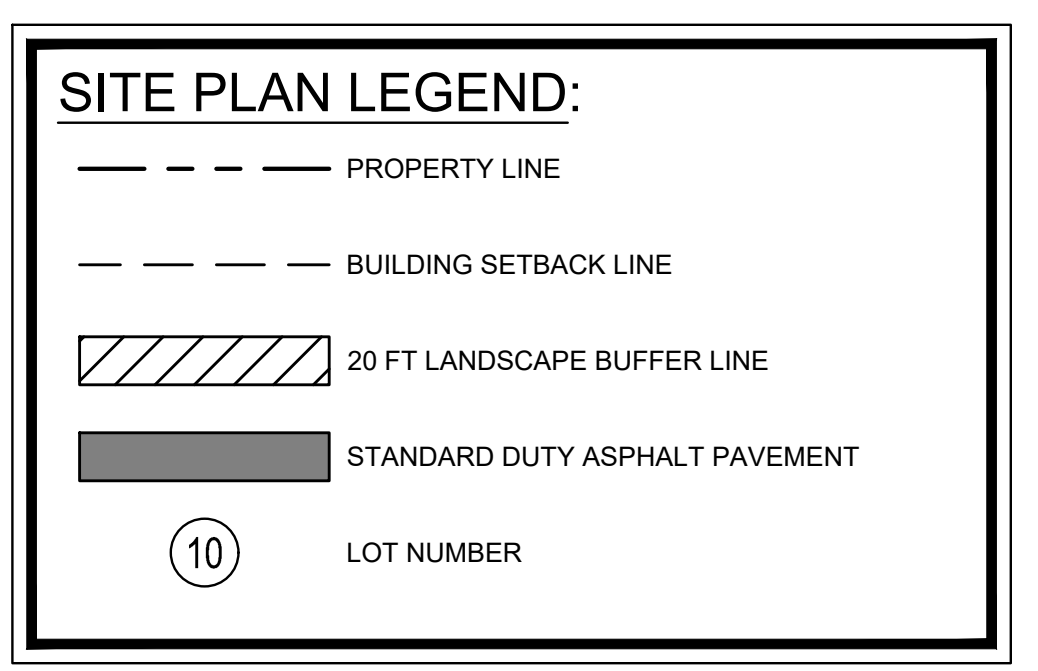 SITE PLAN LEGEND:
PROPERTY LINE
BUILDING SETBACK LINE
20 FT LANDSCAPE BUFFER LINE
STANDARD DUTY ASPHALT PAVEMENT
10 LOT NUMBER